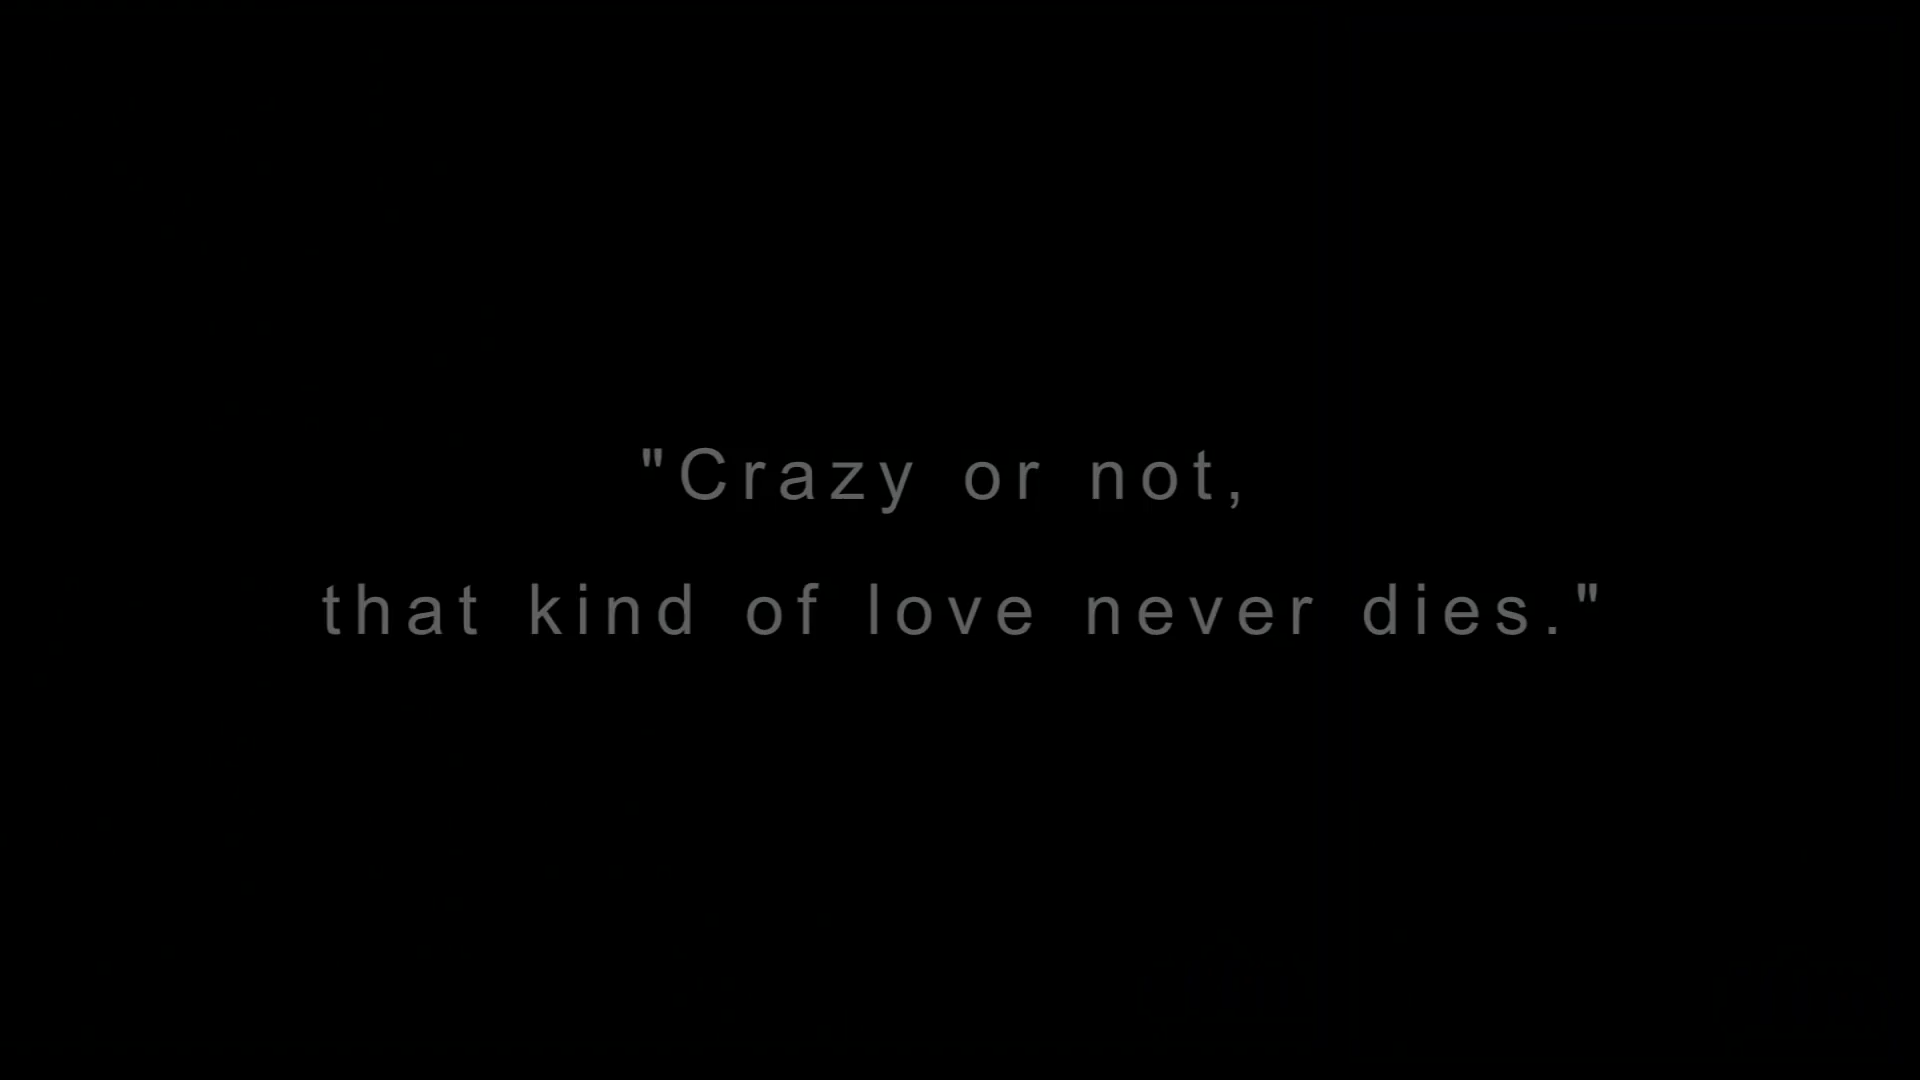 "Crazy or not,
that kind of love never dies."